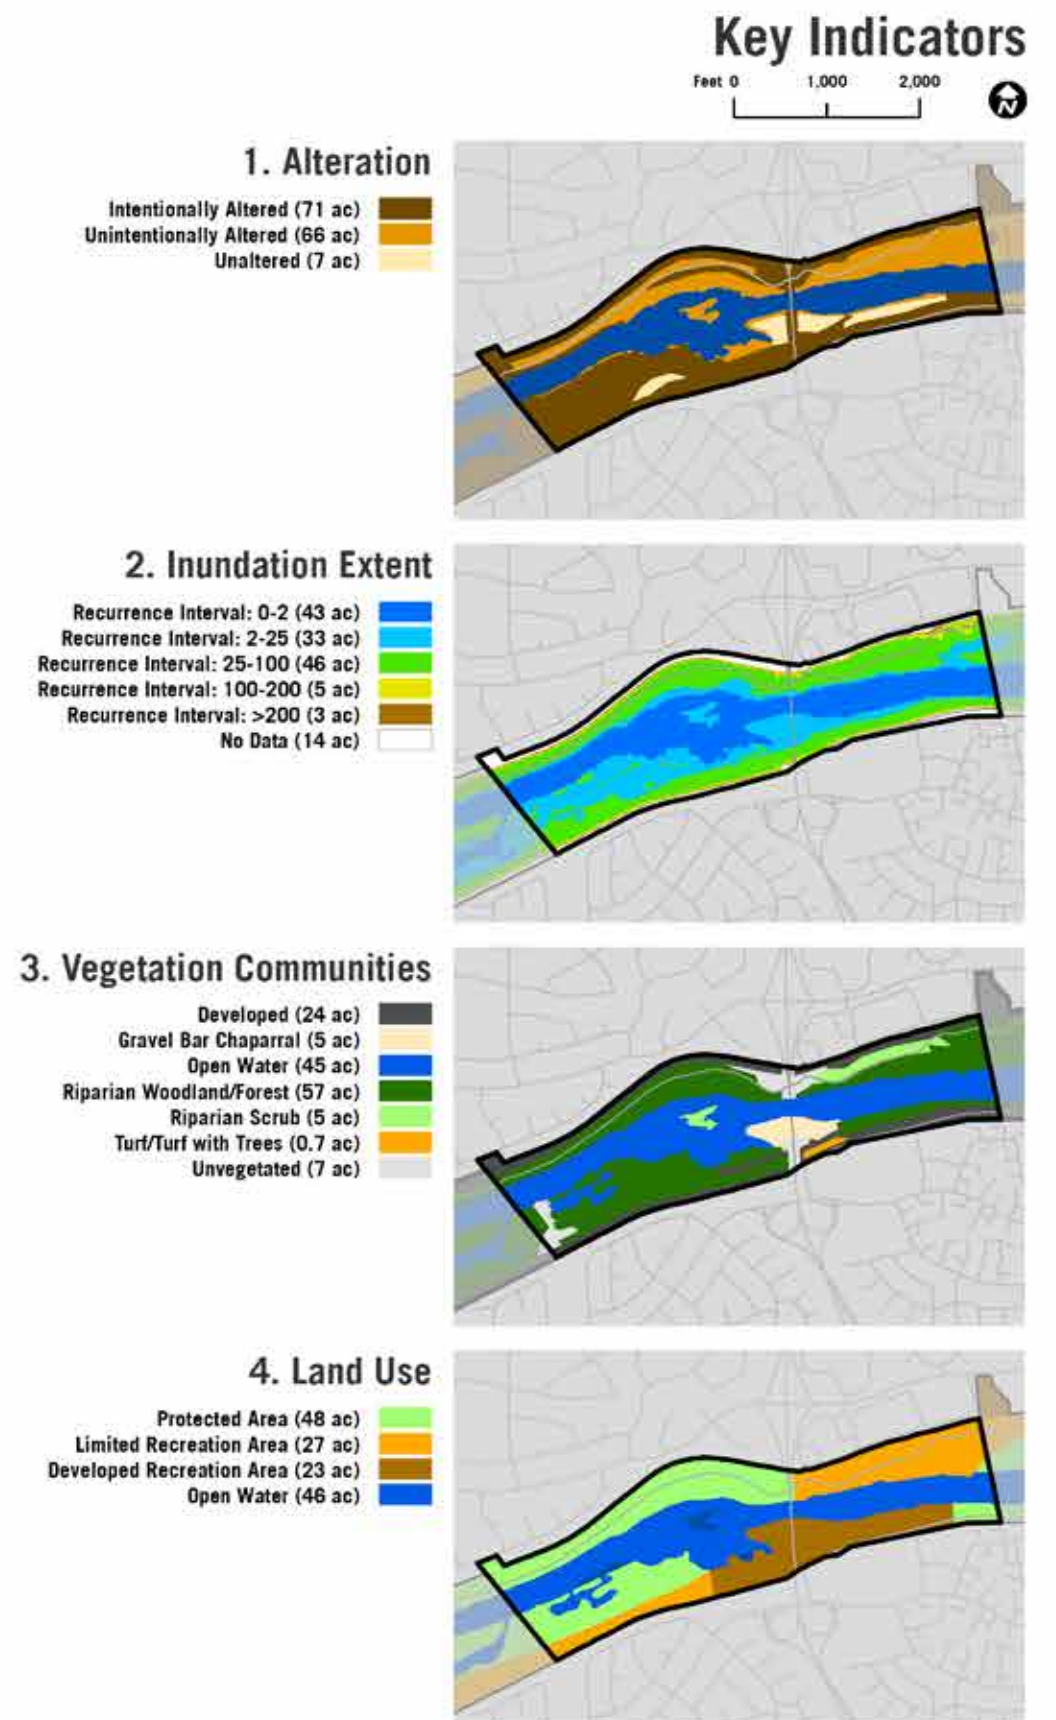 Key Indicators
Feet 0 1,000 2,000
N
1. Alteration
Intentionally Altered (71 ac)
Unintentionally Altered (66 ac)
Unaltered (7 ac)
2. Inundation Extent
Recurrence Interval: 0-2 (43 ac)
Recurrence Interval: 2-25 (33 ac)
Recurrence Interval: 25-100 (46 ac)
Recurrence Interval: 100-200 (5 ac)
Recurrence Interval: >200 (3 ac)
No Data (14 ac)
3. Vegetation Communities
Developed (24 ac)
Gravel Bar Chaparral (5 ac)
Open Water (45 ac)
Riparian Woodland/Forest (57 ac)
Riparian Scrub (5 ac)
Turf/Turf with Trees (0.7 ac)
Unvegetated (7 ac)
4. Land Use
Protected Area (48 ac)
Limited Recreation Area (27 ac)
Developed Recreation Area (23 ac)
Open Water (46 ac)